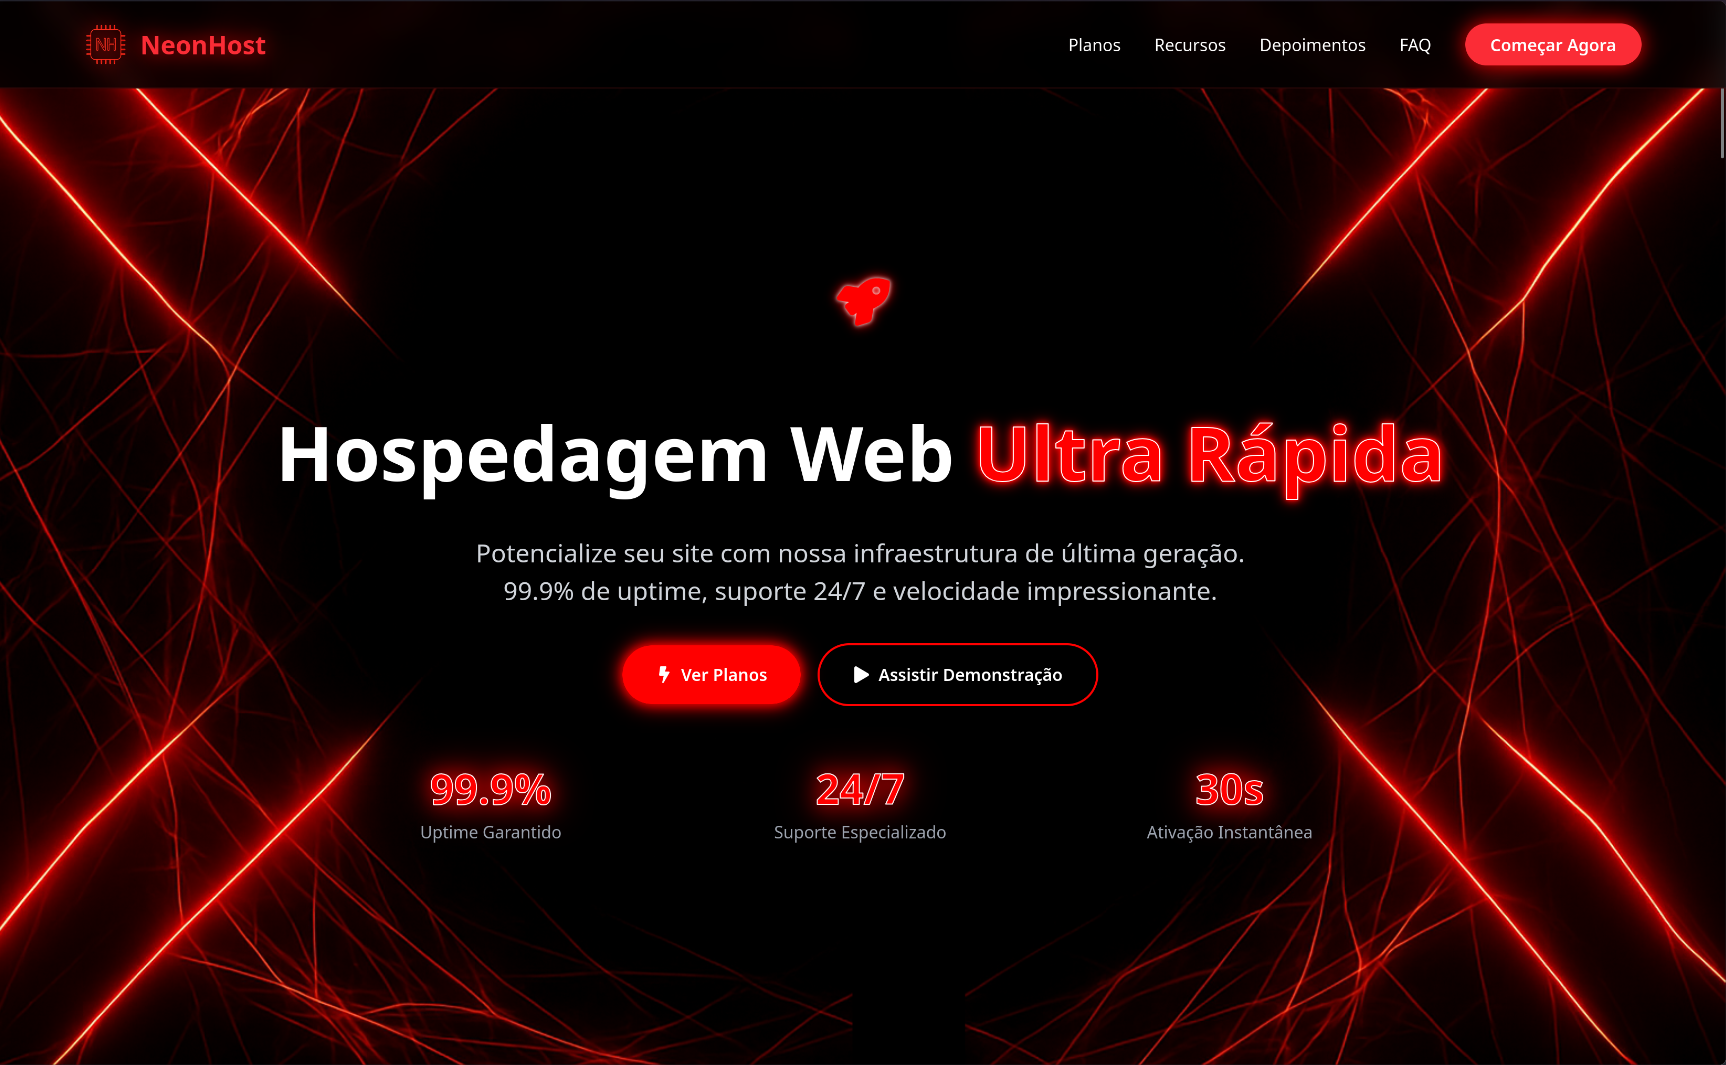 NH NeonHost
Planos Recursos Depoimentos FAQ Começar Agora
Hospedagem Web Ultra Rápida
Potencialize seu site com nossa infraestrutura de última geração.
99.9% de uptime, suporte 24/7 e velocidade impressionante.
Ver Planos Assistir Demonstração
99.9% 24/7 30s
Uptime Garantido Suporte Especializado Ativação Instantânea